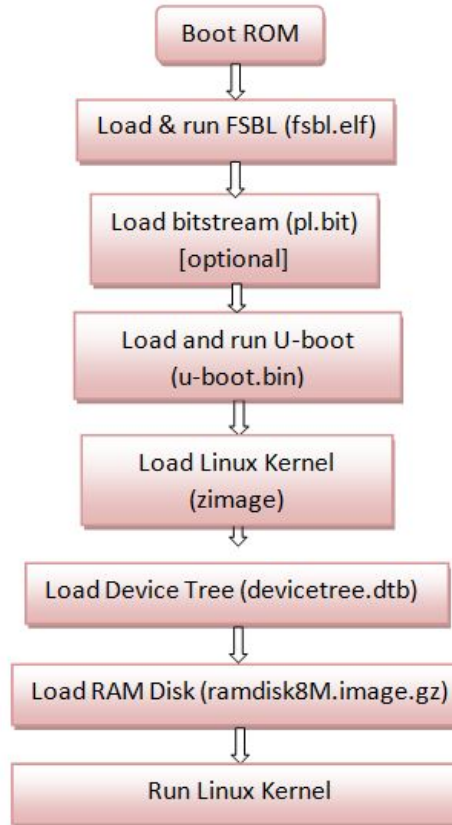 Boot ROM
Load & run FSBL (fsbl.elf)
Load bitstream (pl.bit)
[optional]
Load and run U-boot
(u-boot.bin)
Load Linux Kernel
(zimage)
Load Device Tree (devicetree.dtb)
Load RAM Disk (ramdisk8M.image.gz)
Run Linux Kernel